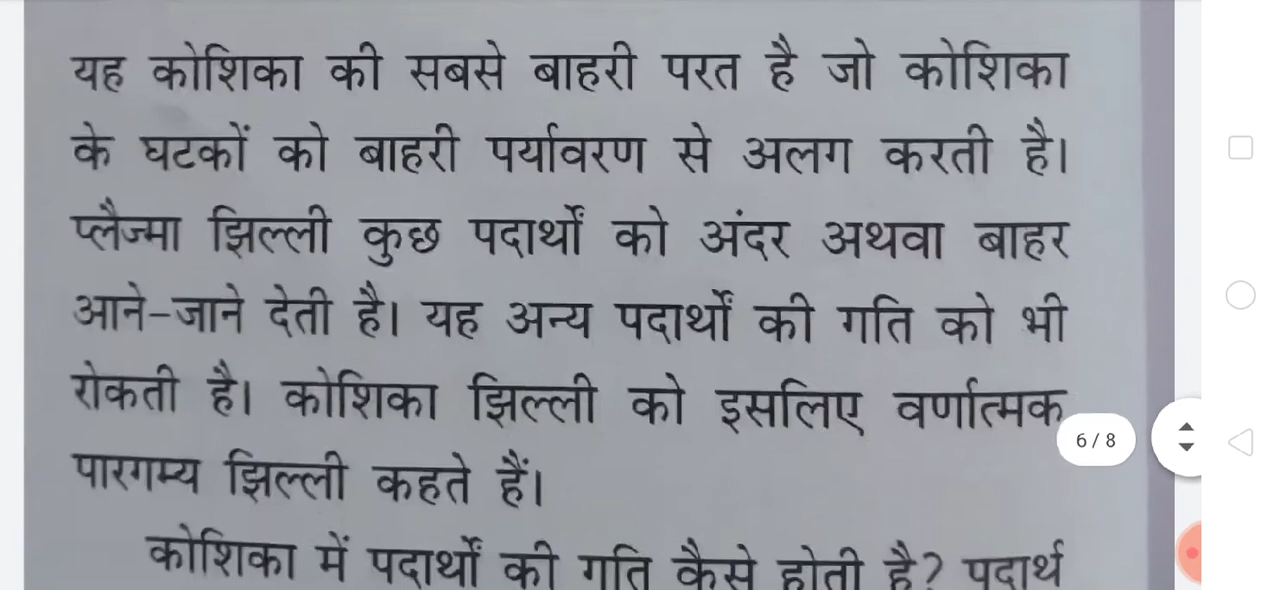 यह कोशिका की सबसे बाहरी परत है जो कोशिका
के घटकों को बाहरी पर्यावरण से अलग करती है।
प्लैज्मा झिल्ली कुछ पदार्थों को अंदर अथवा बाहर
आने-जाने देती है। यह अन्य पदार्थों की गति को भी
रोकती है। कोशिका झिल्ली को इसलिए वर्णात्मक
6 / 8
पारगम्य झिल्ली कहते हैं।
कोशिका में पदार्थों की गति कैसे होती है? पदार्थ